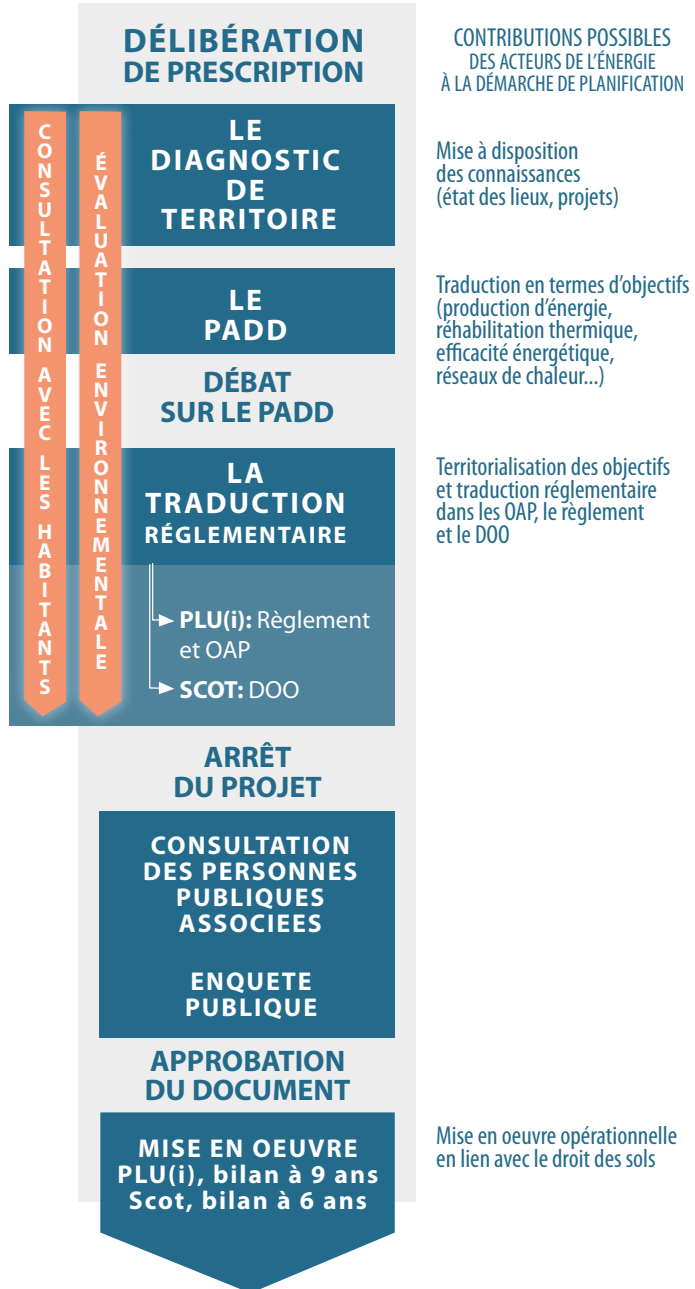 DÉLIBÉRATION
DE PRESCRIPTION
CONTRIBUTIONS POSSIBLES
DES ACTEURS DE L'ÉNERGIE
À LA DÉMARCHE DE PLANIFICATION
CONSULTATION AVEC LES HABITANTS
ÉVALUATION ENVIRONNEMENTALE
LE
DIAGNOSTIC
DE
TERRITOIRE
Mise à disposition
des connaissances
(état des lieux, projets)
LE
PADD
Traduction en termes d'objectifs
(production d'énergie,
réhabilitation thermique,
efficacité énergétique,
réseaux de chaleur...)
DÉBAT
SUR LE PADD
LA
TRADUCTION
RÉGLEMENTAIRE
Territorialisation des objectifs
et traduction réglementaire
dans les OAP, le règlement
et le DOO
PLU(i): Règlement
et OAP
SCOT: DOO
ARRÊT
DU PROJET
CONSULTATION
DES PERSONNES
PUBLIQUES
ASSOCIEES
ENQUETE
PUBLIQUE
APPROBATION
DU DOCUMENT
MISE EN OEUVRE
PLU(i), bilan à 9 ans
Scot, bilan à 6 ans
Mise en oeuvre opérationnelle
en lien avec le droit des sols